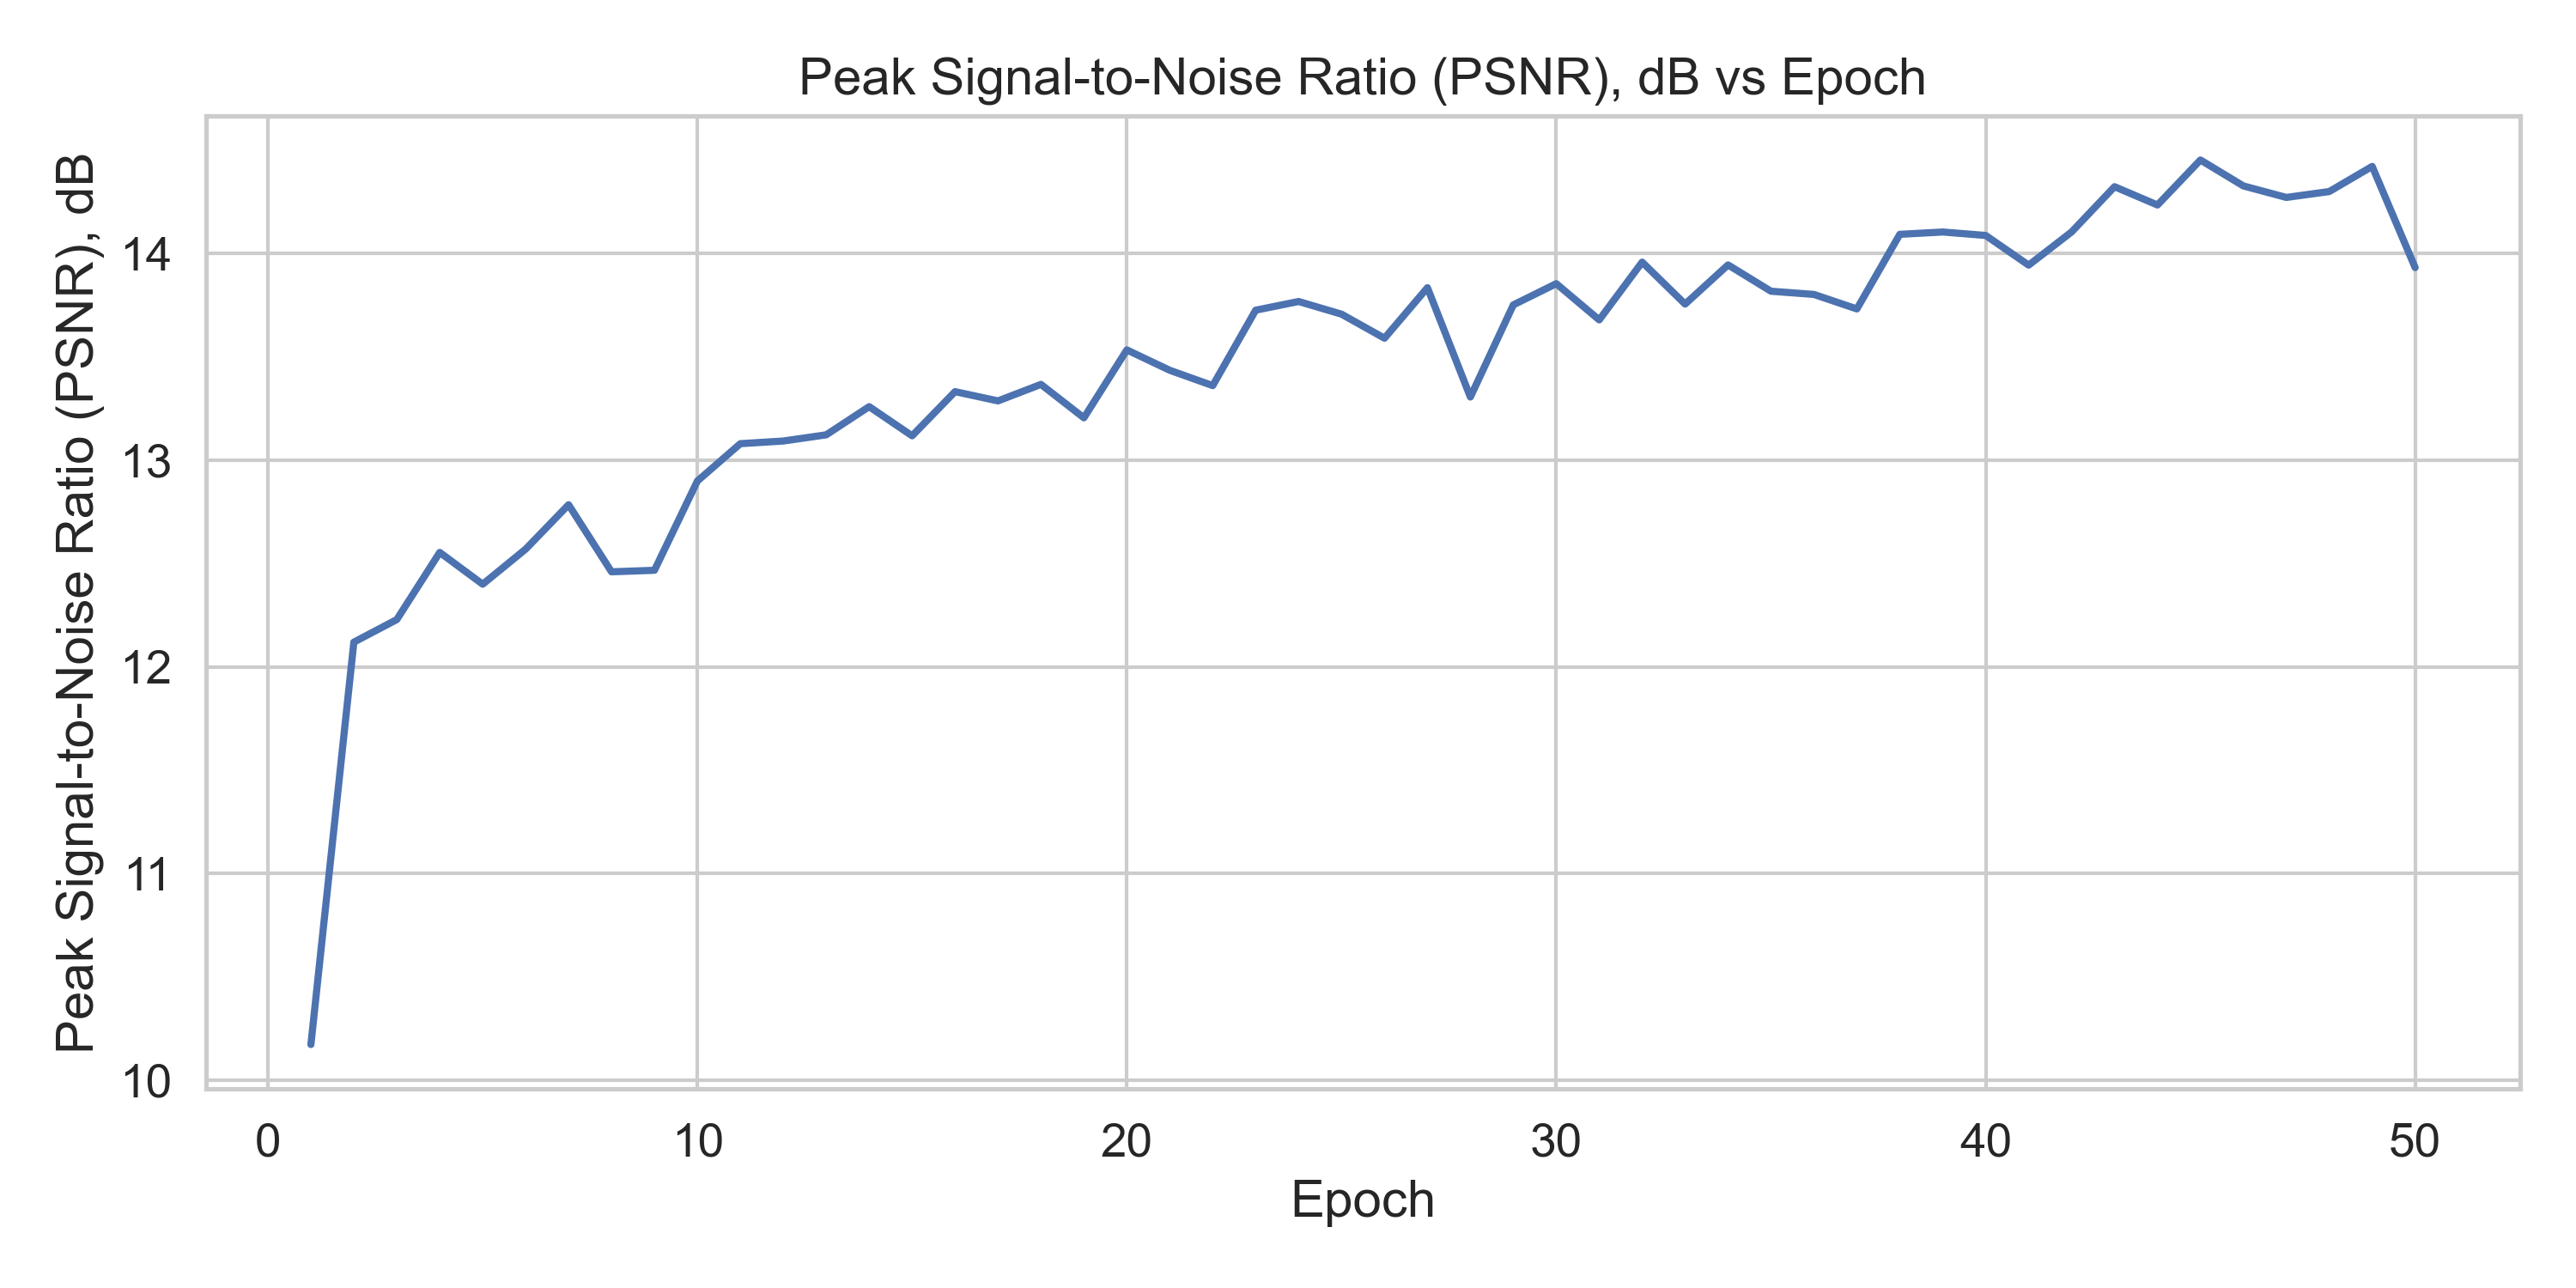 Peak Signal-to-Noise Ratio (PSNR), dB vs Epoch
Peak Signal-to-Noise Ratio (PSNR), dB
14
13
12
11
10
0 10 20 30 40 50
Epoch